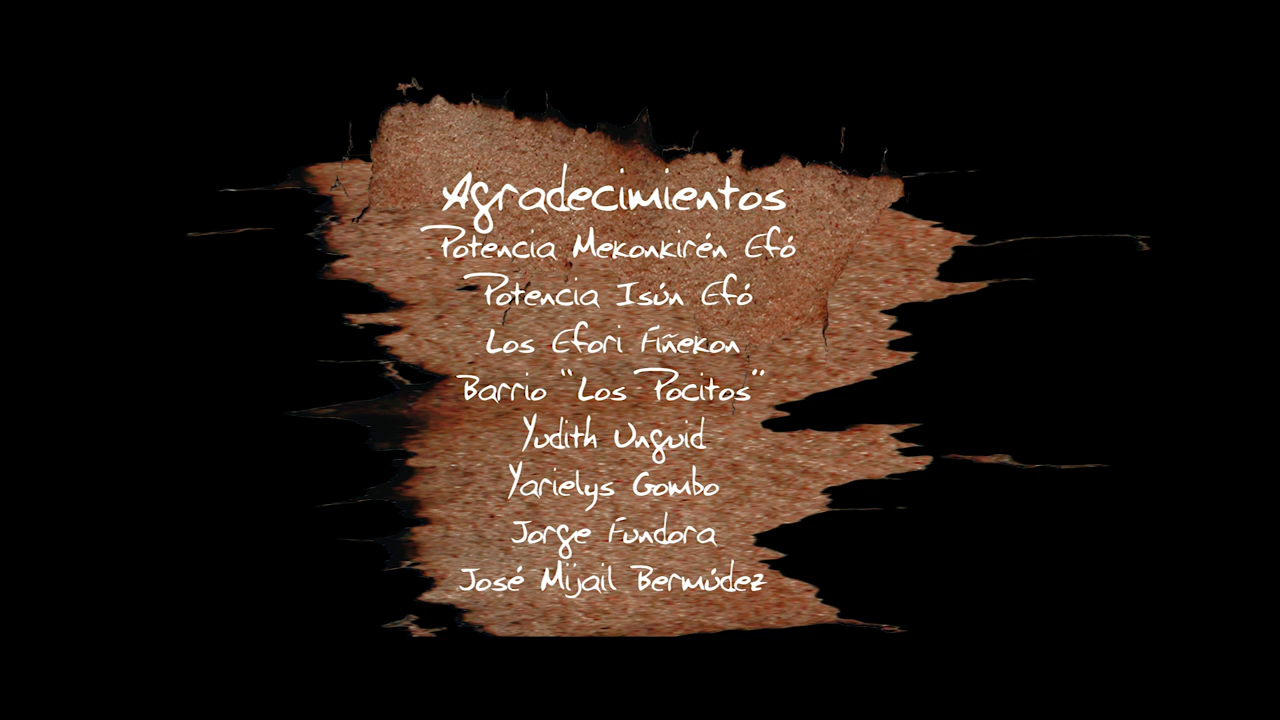 Agradecimientos
Potencia Mekonkirén Efó
Potencia Isún Efó
Los Efori Fiñekon
Barrio "Los Pocitos"
Yudith Unguid
Yarielys Gombo
Jorge Fundora
José Mijail Bermúdez